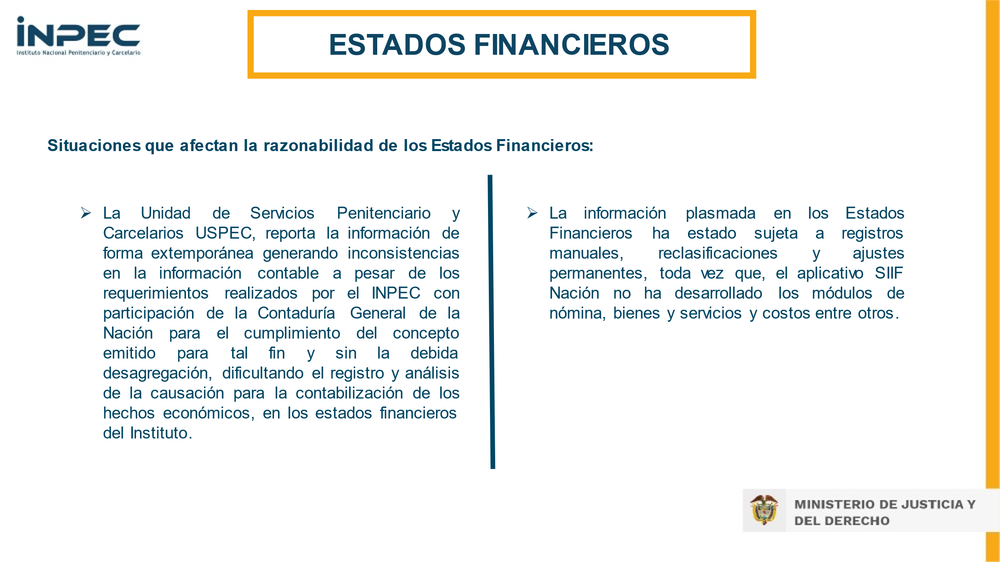 INPEC
Instituto Nacional Penitenciario y Carcelario
ESTADOS FINANCIEROS
Situaciones que afectan la razonabilidad de los Estados Financieros:
➢ La Unidad de Servicios Penitenciario y
Carcelarios USPEC, reporta la información de
forma extemporánea generando inconsistencias
en la información contable a pesar de los
requerimientos realizados por el INPEC con
participación de la Contaduría General de la
Nación para el cumplimiento del concepto
emitido para tal fin y sin la debida
desagregación, dificultando el registro y análisis
de la causación para la contabilización de los
hechos económicos, en los estados financieros
del Instituto.
➢ La información plasmada en los Estados
Financieros ha estado sujeta a registros
manuales, reclasificaciones y ajustes
permanentes, toda vez que, el aplicativo SIIF
Nación no ha desarrollado los módulos de
nómina, bienes y servicios y costos entre otros.
MINISTERIO DE JUSTICIA Y
DEL DERECHO